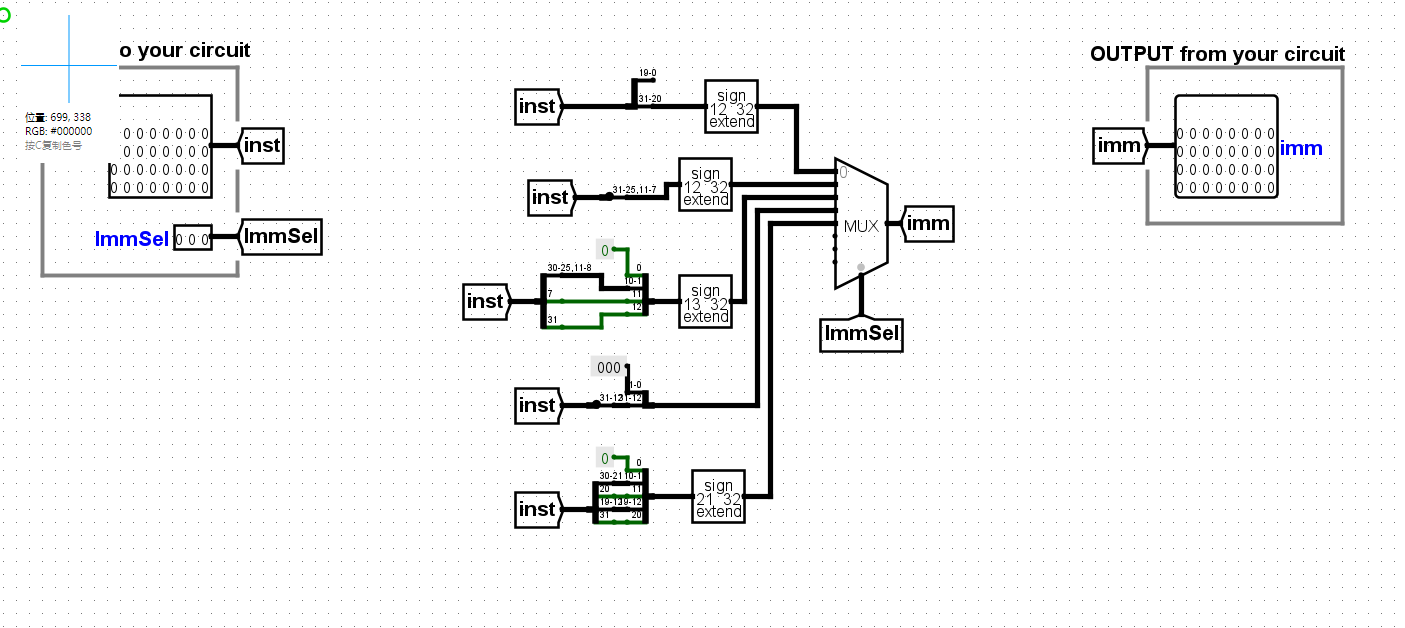 o your circuit
OUTPUT from your circuit
位置: 699, 338
RGB: #000000
按C复制色号
0 0 0 0 0 0 0
0 0 0 0 0 0 0
0 0 0 0 0 0 0 0
0 0 0 0 0 0 0 0
inst
ImmSel
0 0 0
ImmSel
inst
19-0
31-20
sign
12 32
extend
inst
31-25,11-7
sign
12 32
extend
inst
0
30-25,11-8
7
31
0
10-1
11
12
sign
13 32
extend
inst
000
31-12
31-12
inst
0
30-21
20
19-12
31
0
10-1
11
19-12
20
sign
21 32
extend
0
MUX
imm
ImmSel
imm
0 0 0 0 0 0 0 0
0 0 0 0 0 0 0 0
0 0 0 0 0 0 0 0
0 0 0 0 0 0 0 0
imm